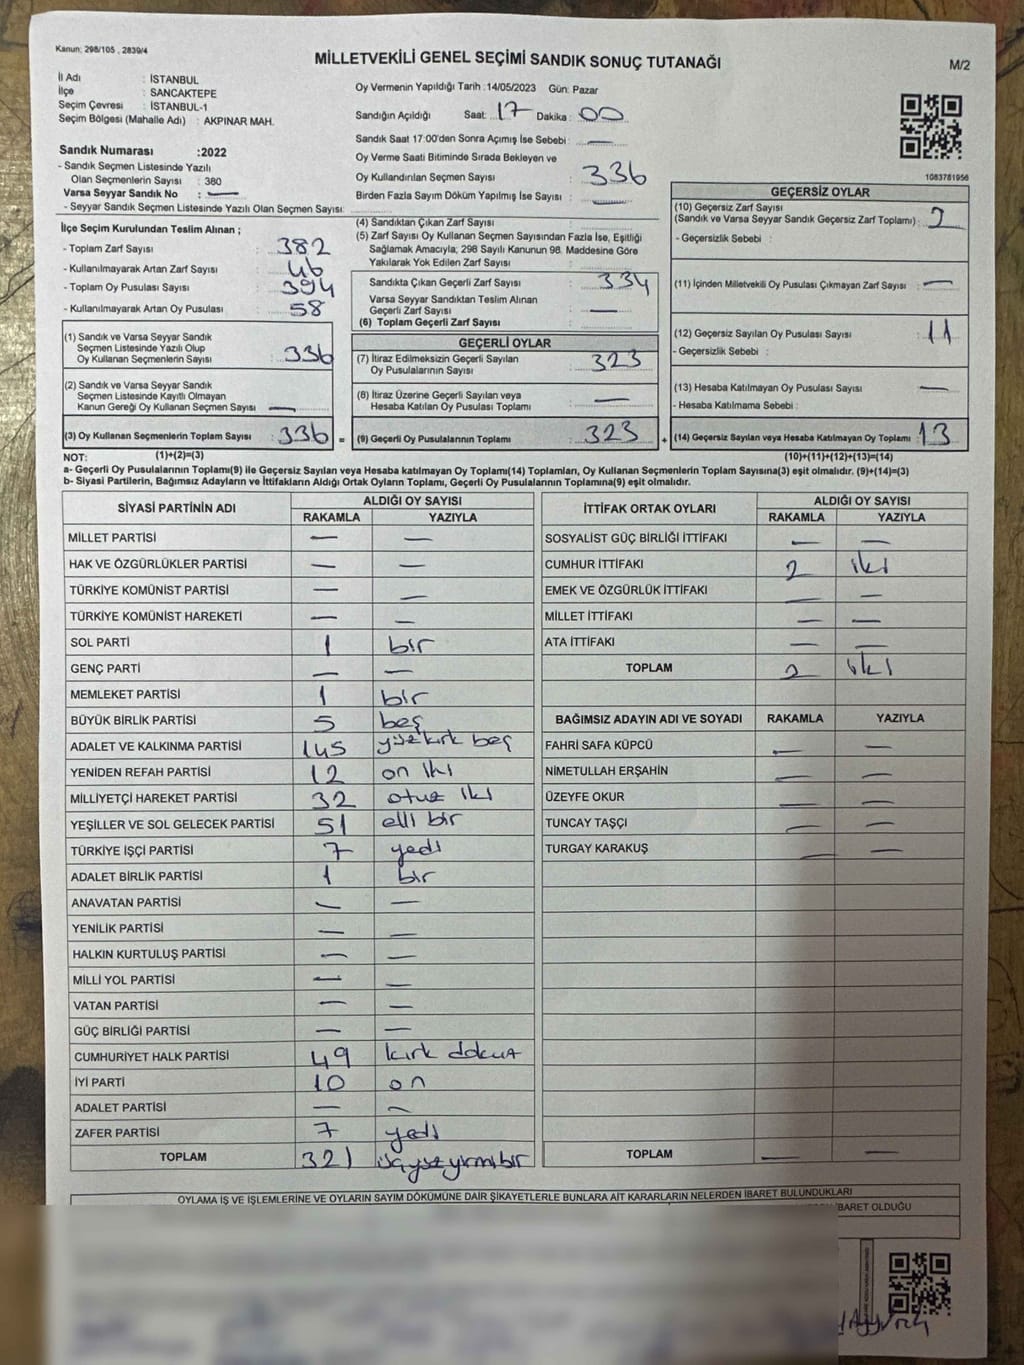 Kanun: 298/105 , 2839/4
MİLLETVEKİLİ GENEL SEÇİMİ SANDIK SONUÇ TUTANAĞI
M/2
İl Adı : İSTANBUL
İlçe : SANCAKTEPE
Seçim Çevresi : İSTANBUL-1
Seçim Bölgesi (Mahalle Adı) : AKPINAR MAH.
Sandık Numarası :2022
- Sandık Seçmen Listesinde Yazılı
Olan Seçmenlerin Sayısı : 380
Varsa Seyyar Sandık No : —
- Seyyar Sandık Seçmen Listesinde Yazılı Olan Seçmen Sayısı:
Oy Vermenin Yapıldığı Tarih :14/05/2023 Gün: Pazar
Sandığın Açıldığı Saat: 17 Dakika : 00
Sandık Saat 17:00'den Sonra Açımış İse Sebebi : —
Oy Verme Saati Bitiminde Sırada Bekleyen ve
Oy Kullandırılan Seçmen Sayısı : 336
Birden Fazla Sayım Döküm Yapılmış İse Sayısı : —
1083781956
İlçe Seçim Kurulundan Teslim Alınan ;
- Toplam Zarf Sayısı : 382
- Kullanılmayarak Artan Zarf Sayısı : 46
- Toplam Oy Pusulası Sayısı : 394
- Kullanılmayarak Artan Oy Pusulası : 58
(1) Sandık ve Varsa Seyyar Sandık
Seçmen Listesinde Yazılı Olup
Oy Kullanan Seçmenlerin Sayısı : 336
(2) Sandık ve Varsa Seyyar Sandık
Seçmen Listesinde Kayıtlı Olmayan
Kanun Gereği Oy Kullanan Seçmen Sayısı : —
(3) Oy Kullanan Seçmenlerin Toplam Sayısı : 336 =
(4) Sandıktan Çıkan Zarf Sayısı :
(5) Zarf Sayısı Oy Kullanan Seçmen Sayısından Fazla İse, Eşitliği
Sağlamak Amacıyla; 298 Sayılı Kanunun 98. Maddesine Göre
Yakılarak Yok Edilen Zarf Sayısı :
Sandıkta Çıkan Geçerli Zarf Sayısı : 334
Varsa Seyyar Sandıktan Teslim Alınan
Geçerli Zarf Sayısı : —
(6) Toplam Geçerli Zarf Sayısı :
GEÇERLİ OYLAR
(7) İtiraz Edilmeksizin Geçerli Sayılan
Oy Pusulalarının Sayısı : 323
(8) İtiraz Üzerine Geçerli Sayılan veya
Hesaba Katılan Oy Pusulası Toplamı : —
(9) Geçerli Oy Pusulalarının Toplamı : 323 +
GEÇERSİZ OYLAR
(10) Geçersiz Zarf Sayısı
(Sandık ve Varsa Seyyar Sandık Geçersiz Zarf Toplamı) : 2
- Geçersizlik Sebebi :
(11) İçinden Milletvekili Oy Pusulası Çıkmayan Zarf Sayısı : —
(12) Geçersiz Sayılan Oy Pusulası Sayısı : 11
- Geçersizlik Sebebi :
(13) Hesaba Katılmayan Oy Pusulası Sayısı : —
- Hesaba Katılmama Sebebi :
(14) Geçersiz Sayılan veya Hesaba Katılmayan Oy Toplamı : 13
NOT: (1)+(2)=(3) (10)+(11)+(12)+(13)=(14)
a- Geçerli Oy Pusulalarının Toplamı(9) ile Geçersiz Sayılan veya Hesaba katılmayan Oy Toplamı(14) Toplamları, Oy Kullanan Seçmenlerin Toplam Sayısına(3) eşit olmalıdır. (9)+(14)=(3)
b- Siyasi Partilerin, Bağımsız Adayların ve İttifakların Aldığı Ortak Oyların Toplamı, Geçerli Oy Pusulalarının Toplamına(9) eşit olmalıdır.
SİYASİ PARTİNİN ADI ALDIĞI OY SAYISI
RAKAMLA YAZIYLA
MİLLET PARTİSİ — —
HAK VE ÖZGÜRLÜKLER PARTİSİ — —
TÜRKİYE KOMÜNİST PARTİSİ — —
TÜRKİYE KOMÜNİST HAREKETİ — —
SOL PARTİ 1 bir
GENÇ PARTİ — —
MEMLEKET PARTİSİ 1 bir
BÜYÜK BİRLİK PARTİSİ 5 beş
ADALET VE KALKINMA PARTİSİ 145 yüzkırk beş
YENİDEN REFAH PARTİSİ 12 on iki
MİLLİYETÇİ HAREKET PARTİSİ 32 otuz iki
YEŞİLLER VE SOL GELECEK PARTİSİ 51 elli bir
TÜRKİYE İŞÇİ PARTİSİ 7 yedi
ADALET BİRLİK PARTİSİ 1 bir
ANAVATAN PARTİSİ — —
YENİLİK PARTİSİ — —
HALKIN KURTULUŞ PARTİSİ — —
MİLLİ YOL PARTİSİ — —
VATAN PARTİSİ — —
GÜÇ BİRLİĞİ PARTİSİ — —
CUMHURİYET HALK PARTİSİ 49 kırk dokuz
İYİ PARTİ 10 on
ADALET PARTİSİ — —
ZAFER PARTİSİ 7 yedi
TOPLAM 321 üçyüzyirmibir
İTTİFAK ORTAK OYLARI ALDIĞI OY SAYISI
RAKAMLA YAZIYLA
SOSYALİST GÜÇ BİRLİĞİ İTTİFAKI — —
CUMHUR İTTİFAKI 2 iki
EMEK VE ÖZGÜRLÜK İTTİFAKI — —
MİLLET İTTİFAKI — —
ATA İTTİFAKI — —
TOPLAM 2 iki
BAĞIMSIZ ADAYIN ADI VE SOYADI RAKAMLA YAZIYLA
FAHRİ SAFA KÜPCÜ — —
NİMETULLAH ERŞAHİN — —
ÜZEYFE OKUR — —
TUNCAY TAŞÇI — —
TURGAY KARAKUŞ — —
TOPLAM — —
OYLAMA İŞ VE İŞLEMLERİNE VE OYLARIN SAYIM DÖKÜMÜNE DAİR ŞİKAYETLERLE BUNLARA AİT KARARLARIN NELERDEN İBARET BULUNDUKLARI
İBARET OLDUĞU